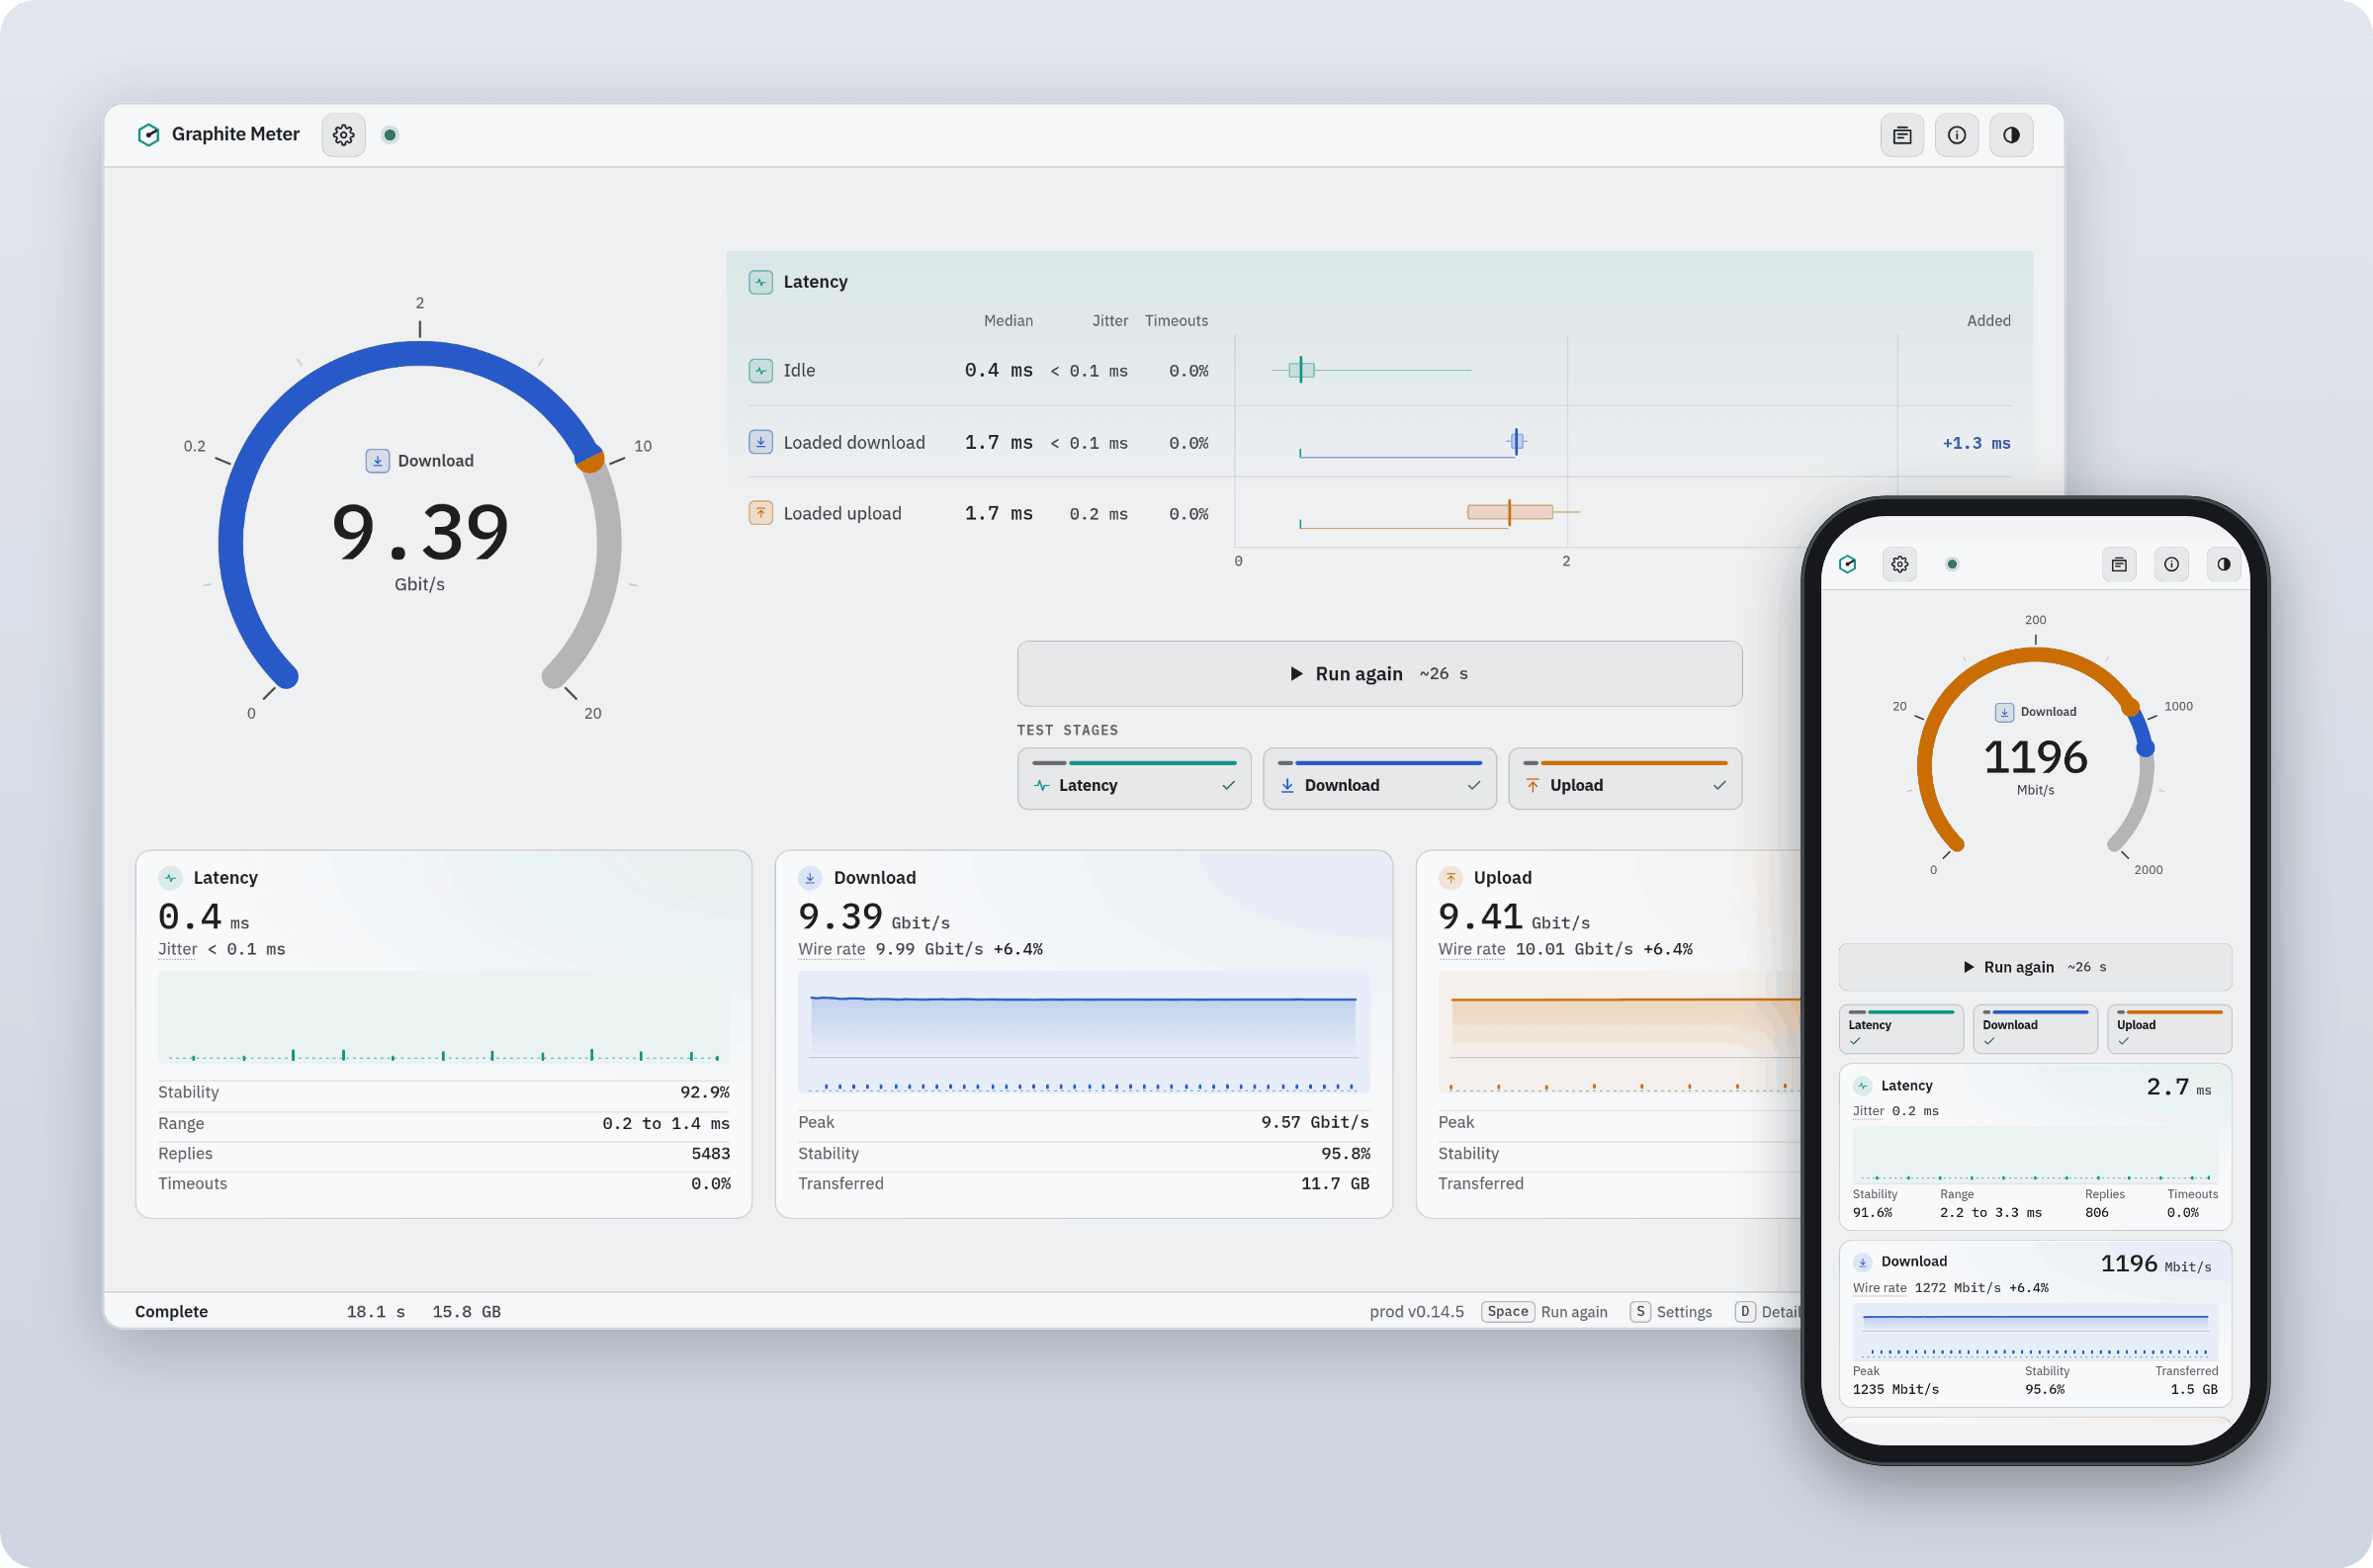 Graphite Meter
2
0.2
10
Download
9.39
Gbit/s
0
20
Latency
Median Jitter Timeouts Added
Idle 0.4 ms < 0.1 ms 0.0%
Loaded download 1.7 ms < 0.1 ms 0.0% +1.3 ms
Loaded upload 1.7 ms 0.2 ms 0.0%
0 2
Run again ~26 s
TEST STAGES
Latency
Download
Upload
Latency
0.4 ms
Jitter < 0.1 ms
Stability 92.9%
Range 0.2 to 1.4 ms
Replies 5483
Timeouts 0.0%
Download
9.39 Gbit/s
Wire rate 9.99 Gbit/s +6.4%
Peak 9.57 Gbit/s
Stability 95.8%
Transferred 11.7 GB
Upload
9.41 Gbit/s
Wire rate 10.01 Gbit/s +6.4%
Peak
Stability
Transferred
Complete 18.1 s 15.8 GB
prod v0.14.5 Space Run again S Settings D Detail
200
20
1000
Download
1196
Mbit/s
0
2000
Run again ~26 s
Latency
Download
Upload
Latency 2.7 ms
Jitter 0.2 ms
Stability Range Replies Timeouts
91.6% 2.2 to 3.3 ms 806 0.0%
Download 1196 Mbit/s
Wire rate 1272 Mbit/s +6.4%
Peak Stability Transferred
1235 Mbit/s 95.6% 1.5 GB